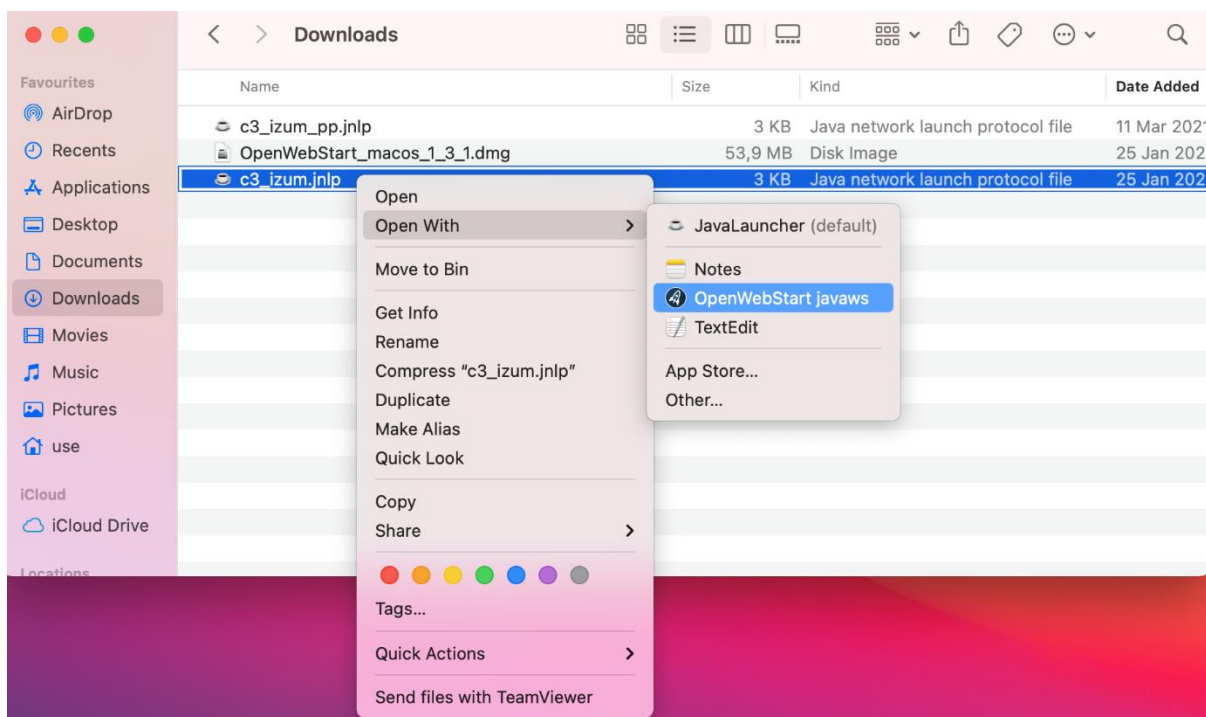 Downloads
Favourites
AirDrop
Recents
Applications
Desktop
Documents
Downloads
Movies
Music
Pictures
use
iCloud
iCloud Drive
Locations
Name Size Kind Date Added
c3_izum_pp.jnlp 3 KB Java network launch protocol file 11 Mar 2021
OpenWebStart_macos_1_3_1.dmg 53,9 MB Disk Image 25 Jan 202
c3_izum.jnlp 3 KB Java network launch protocol file 25 Jan 202
Open
Open With
Move to Bin
Get Info
Rename
Compress “c3_izum.jnlp”
Duplicate
Make Alias
Quick Look
Copy
Share
Tags...
Quick Actions
Send files with TeamViewer
JavaLauncher (default)
Notes
OpenWebStart javaws
TextEdit
App Store...
Other...